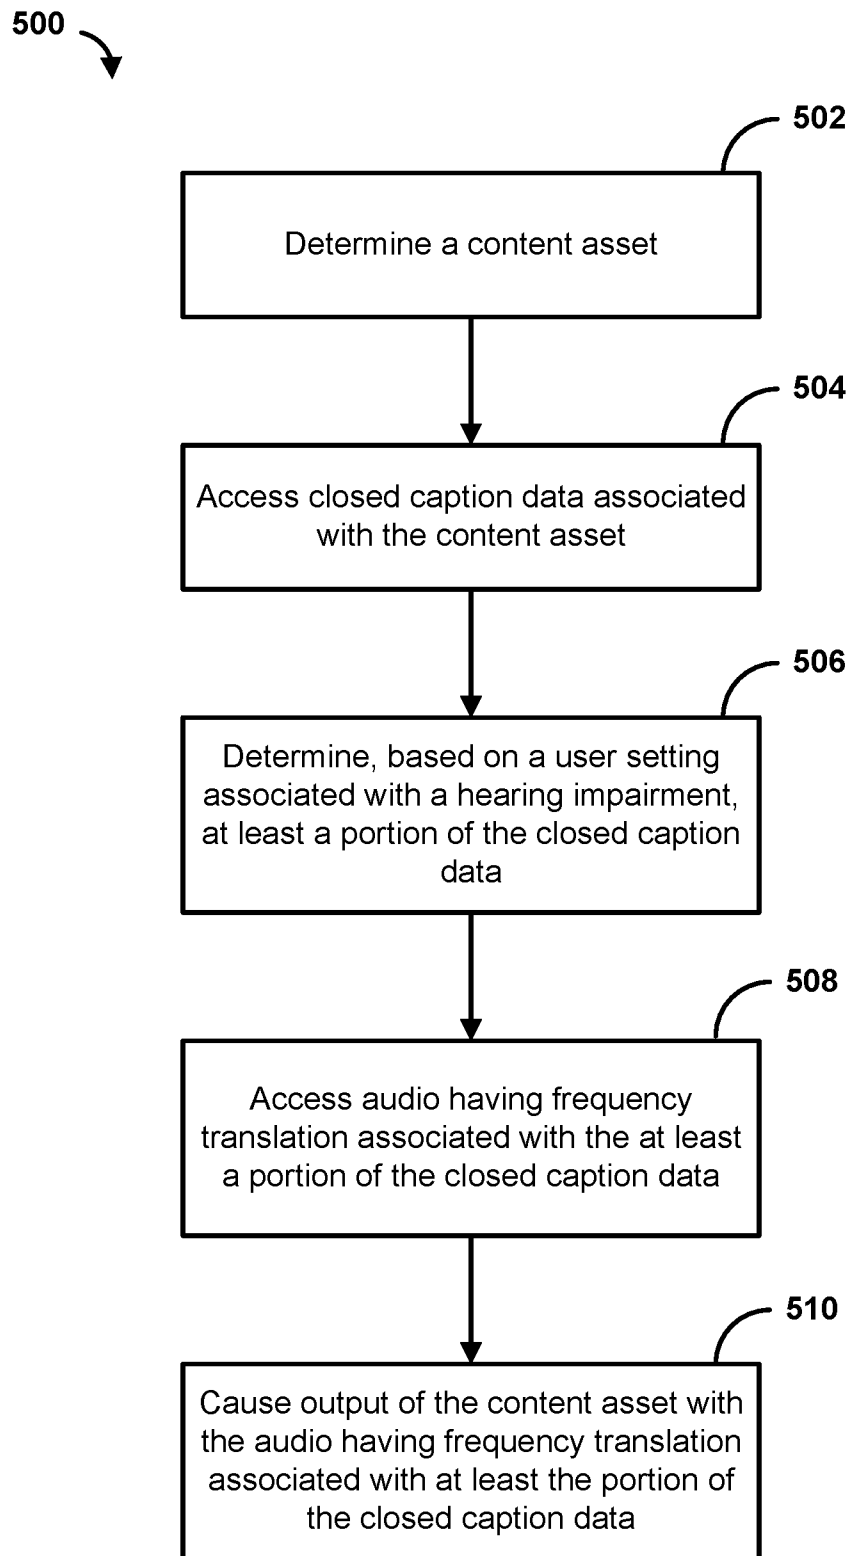 500
502
Determine a content asset
504
Access closed caption data associated
with the content asset
506
Determine, based on a user setting
associated with a hearing impairment,
at least a portion of the closed caption
data
508
Access audio having frequency
translation associated with the at least
a portion of the closed caption data
510
Cause output of the content asset with
the audio having frequency translation
associated with at least the portion of
the closed caption data